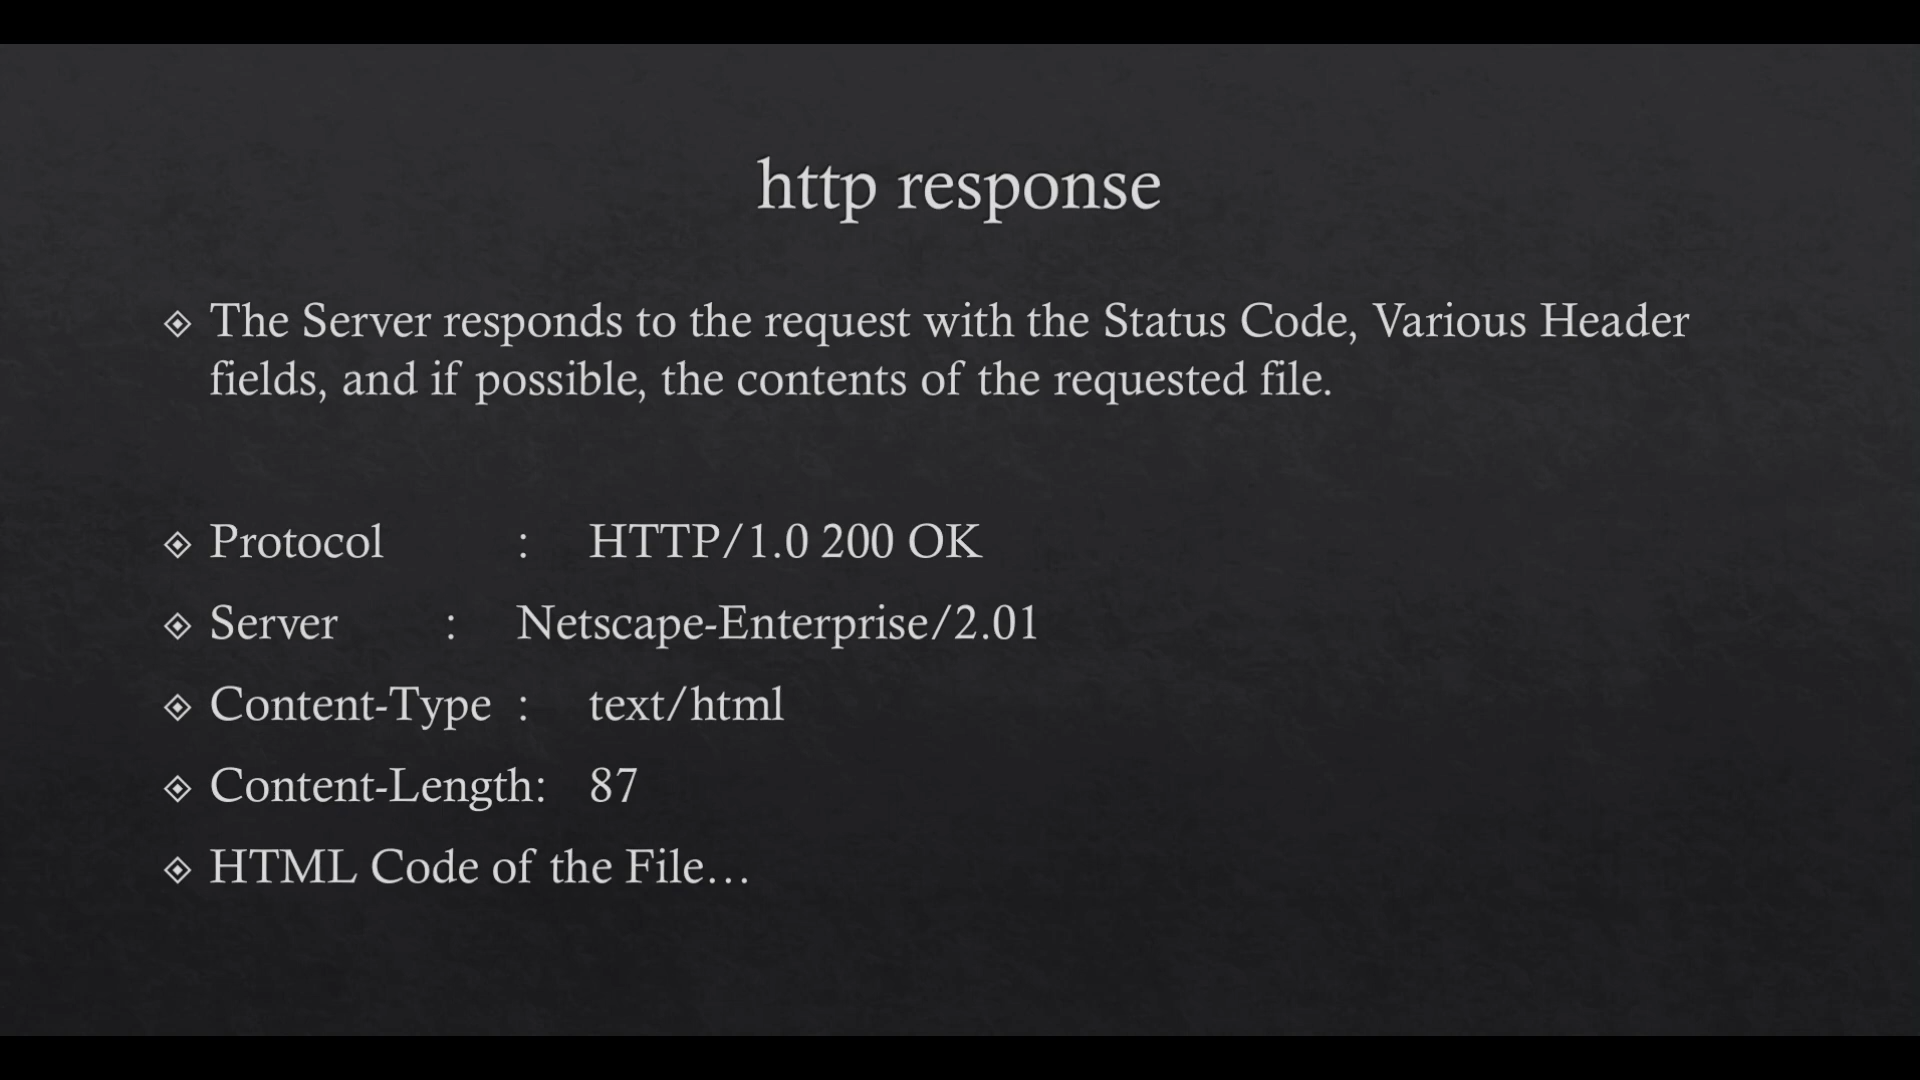 http response
The Server responds to the request with the Status Code, Various Header
fields, and if possible, the contents of the requested file.
Protocol : HTTP/1.0 200 OK
Server : Netscape-Enterprise/2.01
Content-Type : text/html
Content-Length: 87
HTML Code of the File…